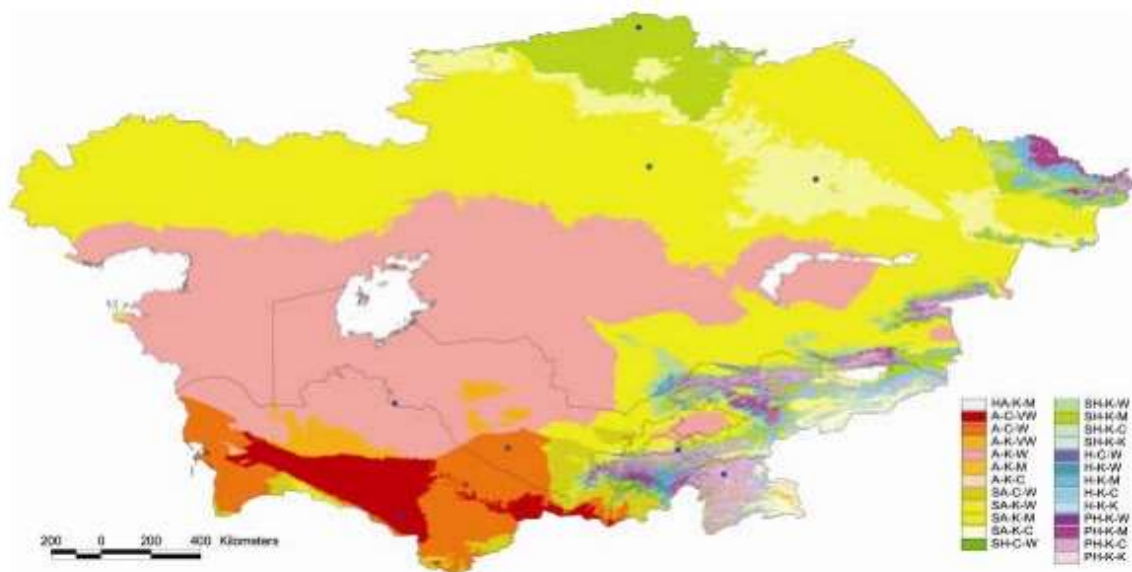 HA-K-M
A-C-VW
A-C-W
A-K-VW
A-K-W
A-K-M
A-K-C
SA-C-W
SA-K-W
SA-K-M
SA-K-C
SH-C-W
SH-K-W
SH-K-M
SH-K-C
SH-K-K
H-C-W
H-K-W
H-K-M
H-K-C
H-K-K
PH-K-W
PH-K-M
PH-K-C
PH-K-K
200 0 200 400 Kilometers